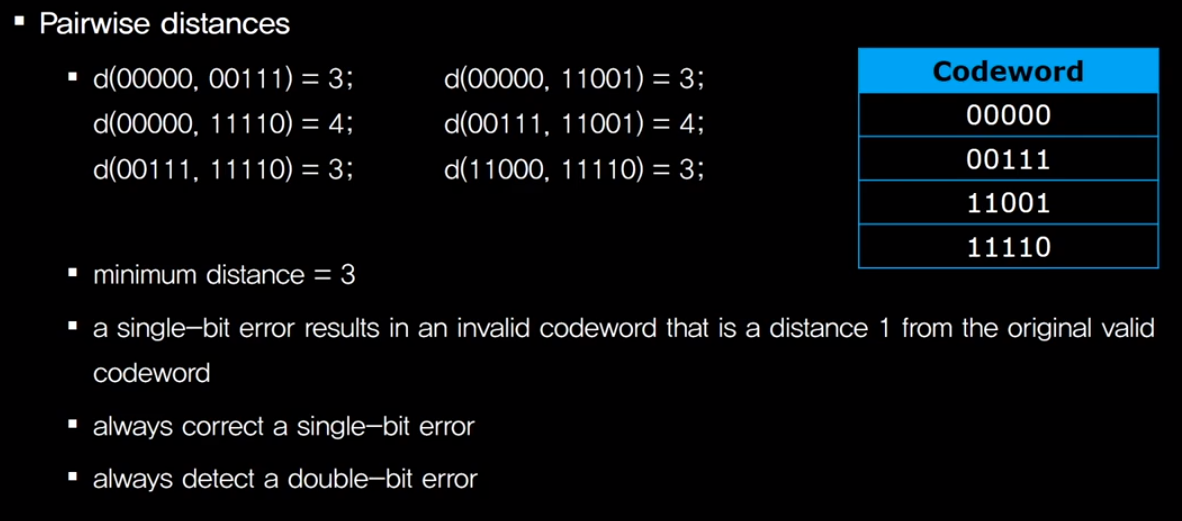 ▪ Pairwise distances
▪ d(00000, 00111) = 3; d(00000, 11001) = 3;
d(00000, 11110) = 4; d(00111, 11001) = 4;
d(00111, 11110) = 3; d(11000, 11110) = 3;
Codeword
00000
00111
11001
11110
▪ minimum distance = 3
▪ a single−bit error results in an invalid codeword that is a distance 1 from the original valid
codeword
▪ always correct a single−bit error
▪ always detect a double−bit error